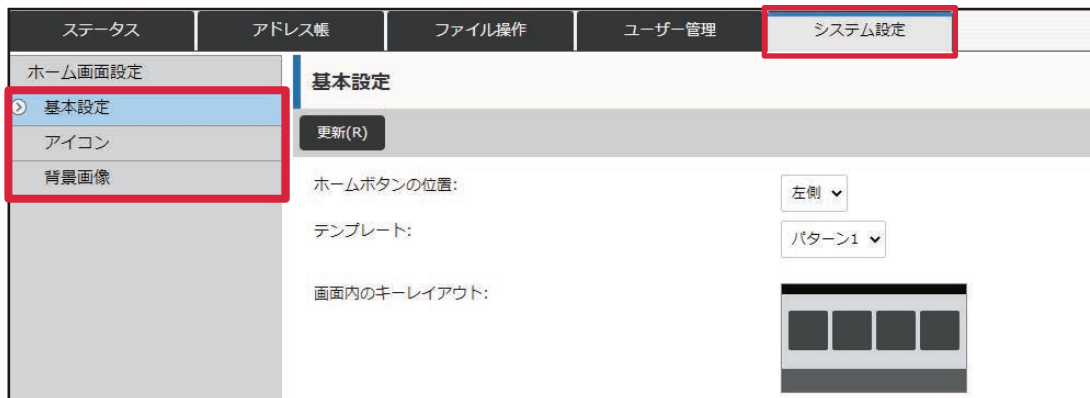 ステータス アドレス帳 ファイル操作 ユーザー管理 システム設定
ホーム画面設定
基本設定
アイコン
背景画像
基本設定
更新(R)
ホームボタンの位置: 左側
テンプレート: パターン1
画面内のキーレイアウト: